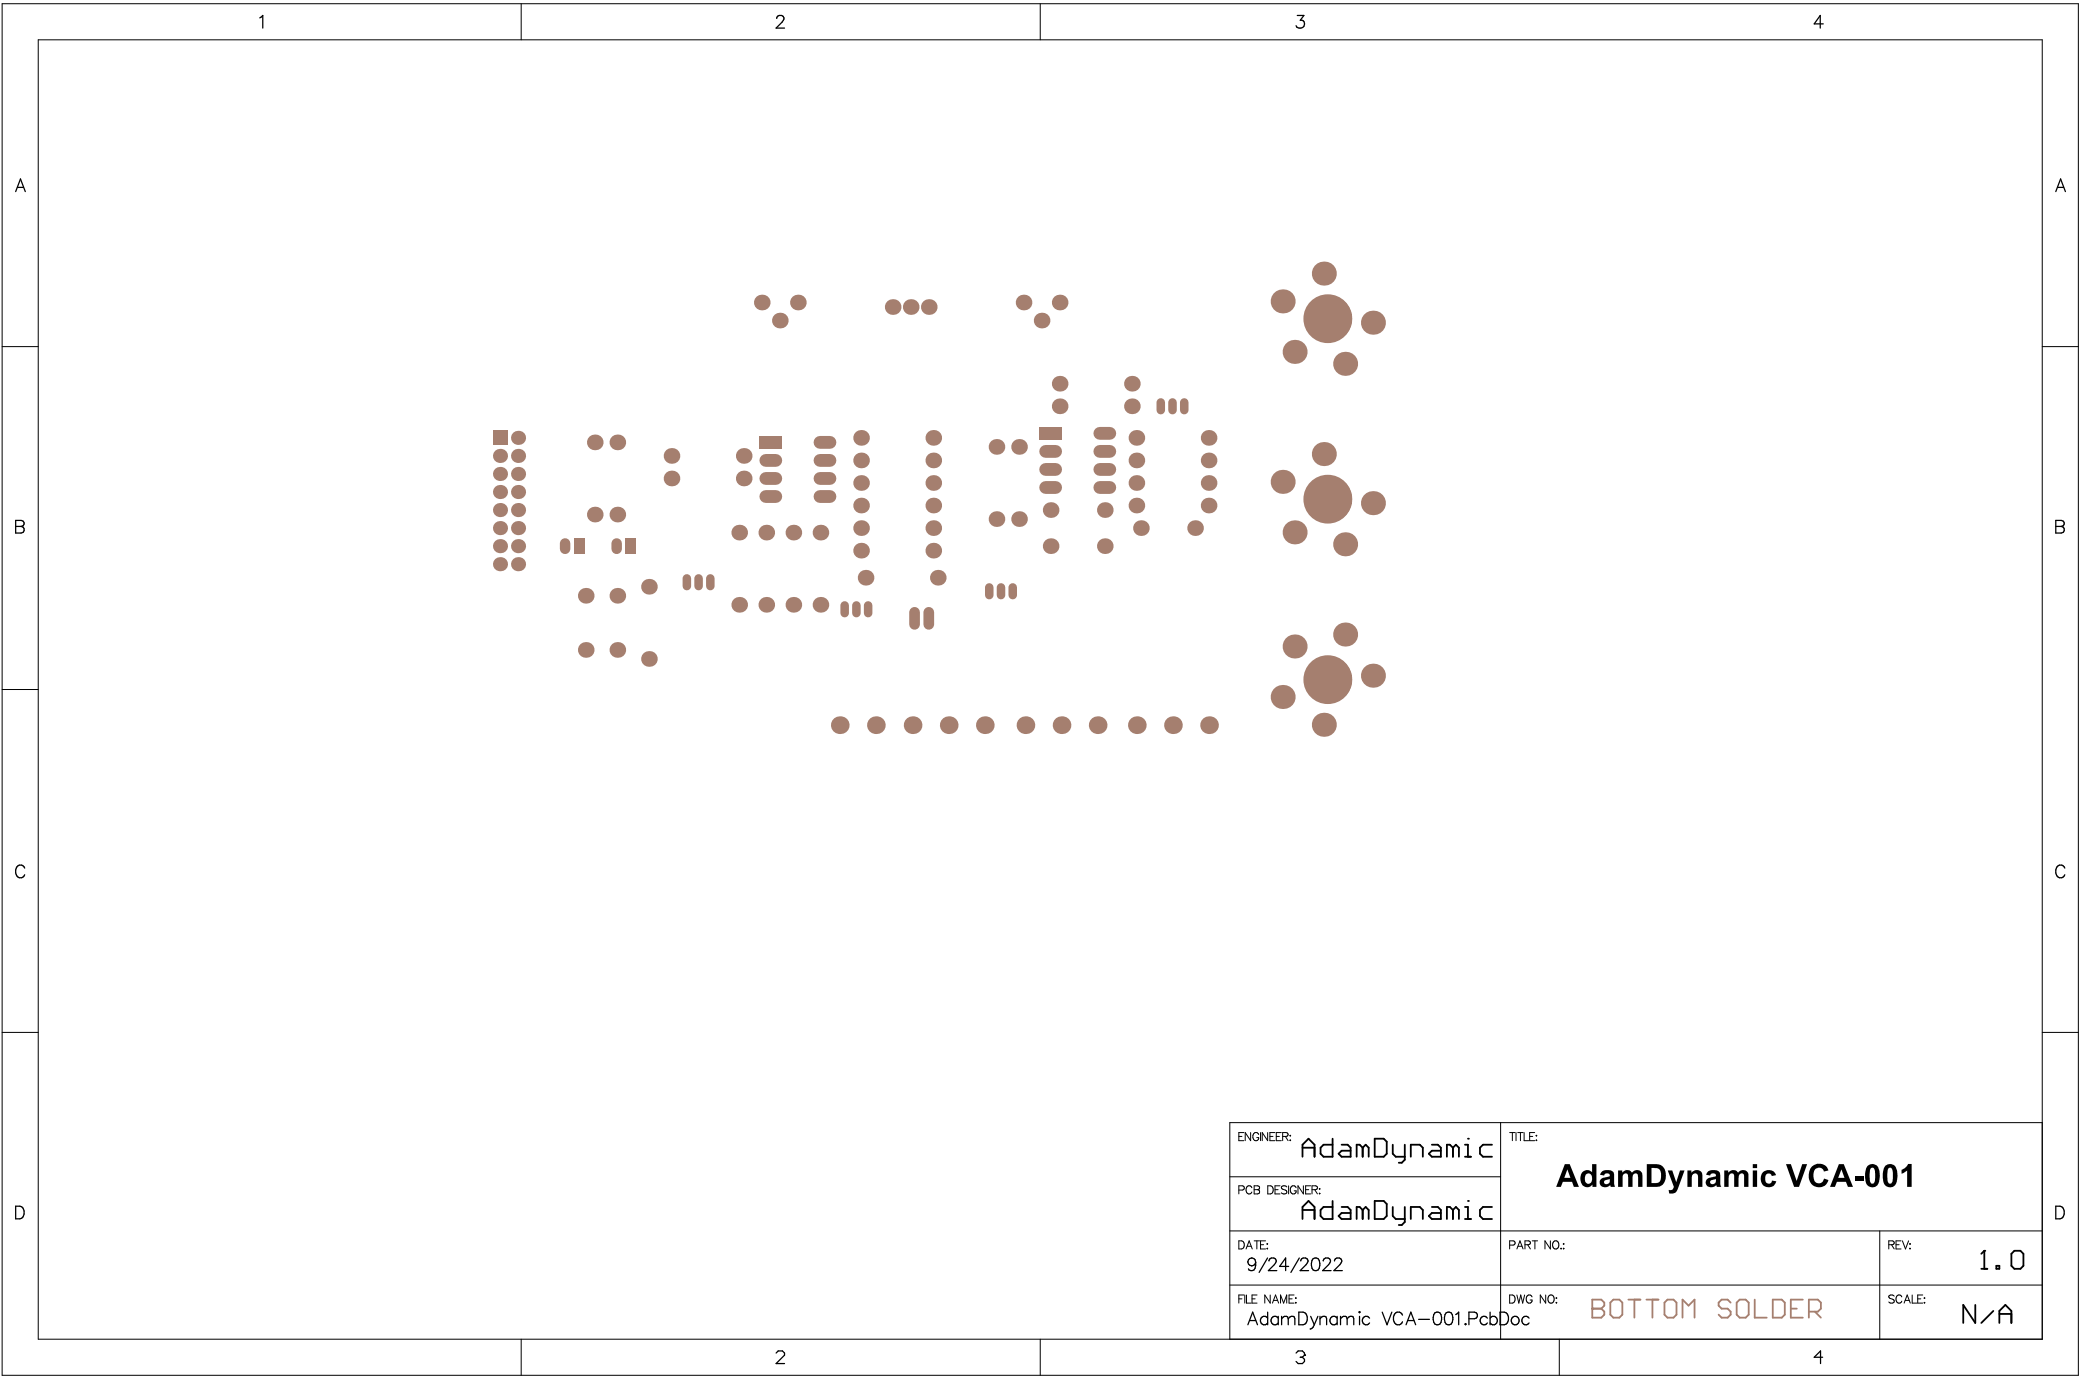 1 2 3 4
A A
B B
C C
D D
ENGINEER: AdamDynamic
TITLE:
AdamDynamic VCA-001
PCB DESIGNER:
AdamDynamic
DATE:
9/24/2022
PART NO.:
REV:
1.0
FILE NAME:
AdamDynamic VCA-001.PcbDoc
DWG NO: BOTTOM SOLDER
SCALE: N/A
2 3 4